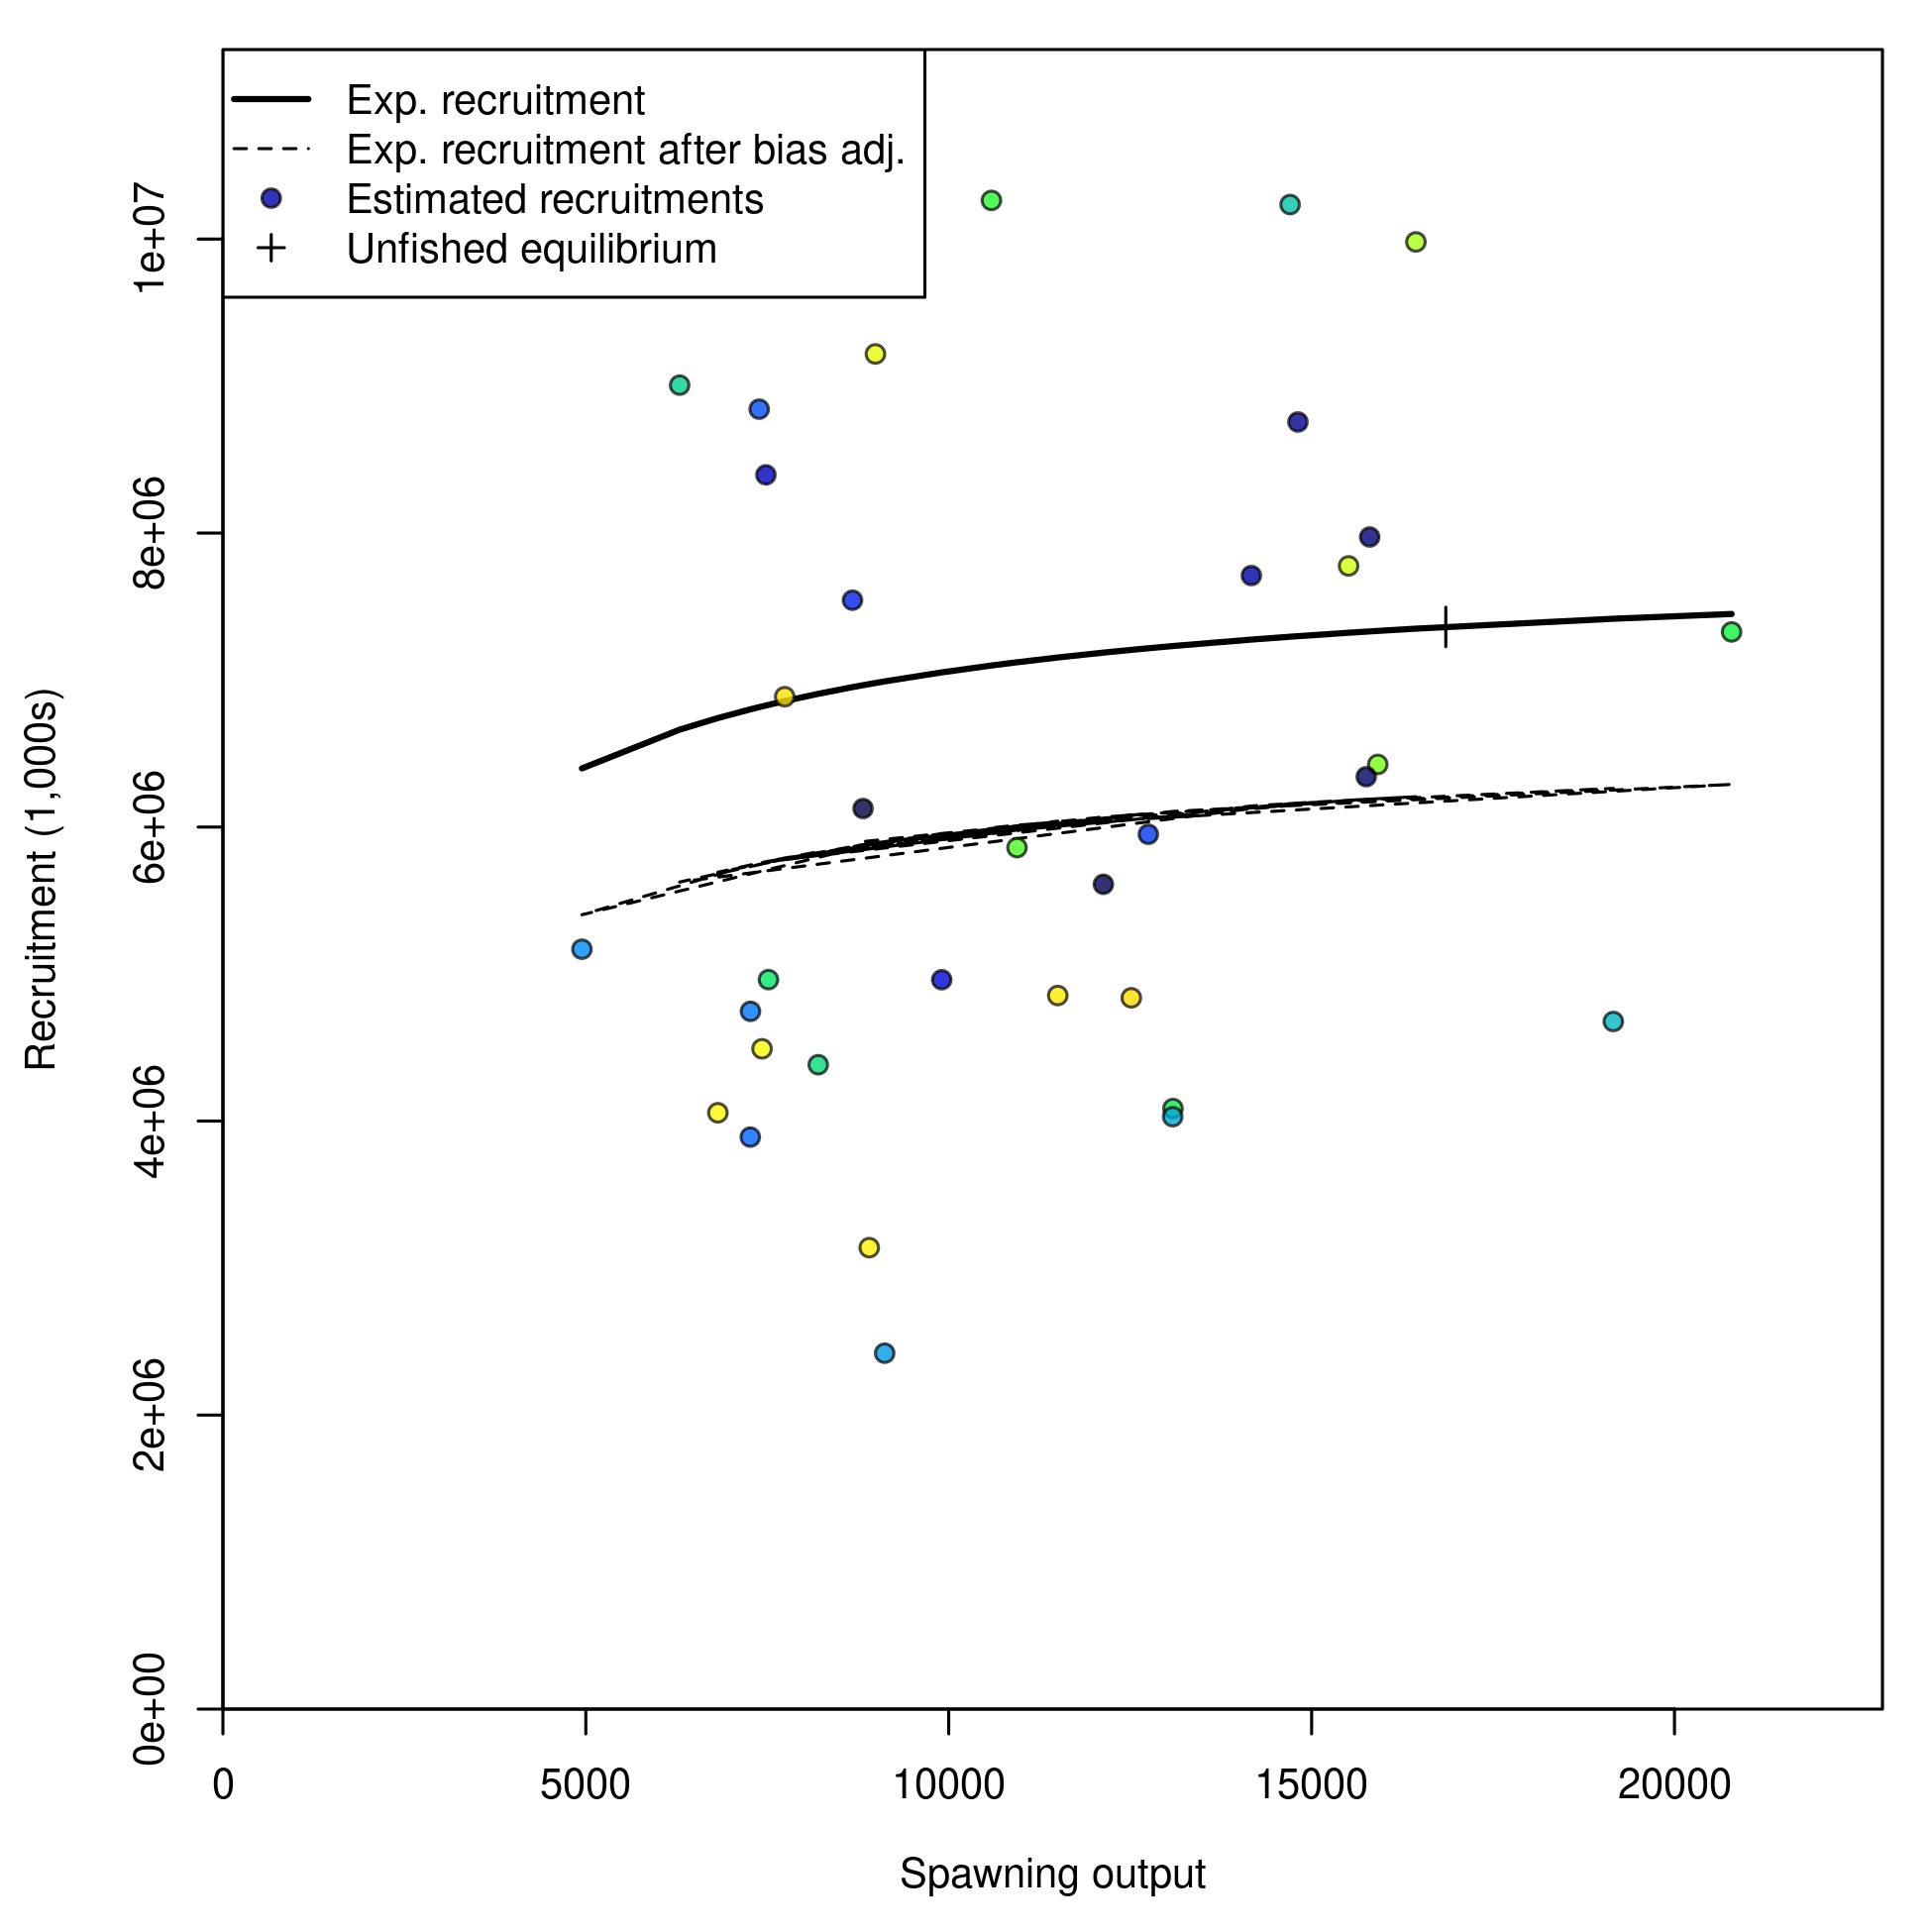 Exp. recruitment
Exp. recruitment after bias adj.
Estimated recruitments
Unfished equilibrium
Recruitment (1,000s)
1e+07
8e+06
6e+06
4e+06
2e+06
0e+00
0 5000 10000 15000 20000
Spawning output